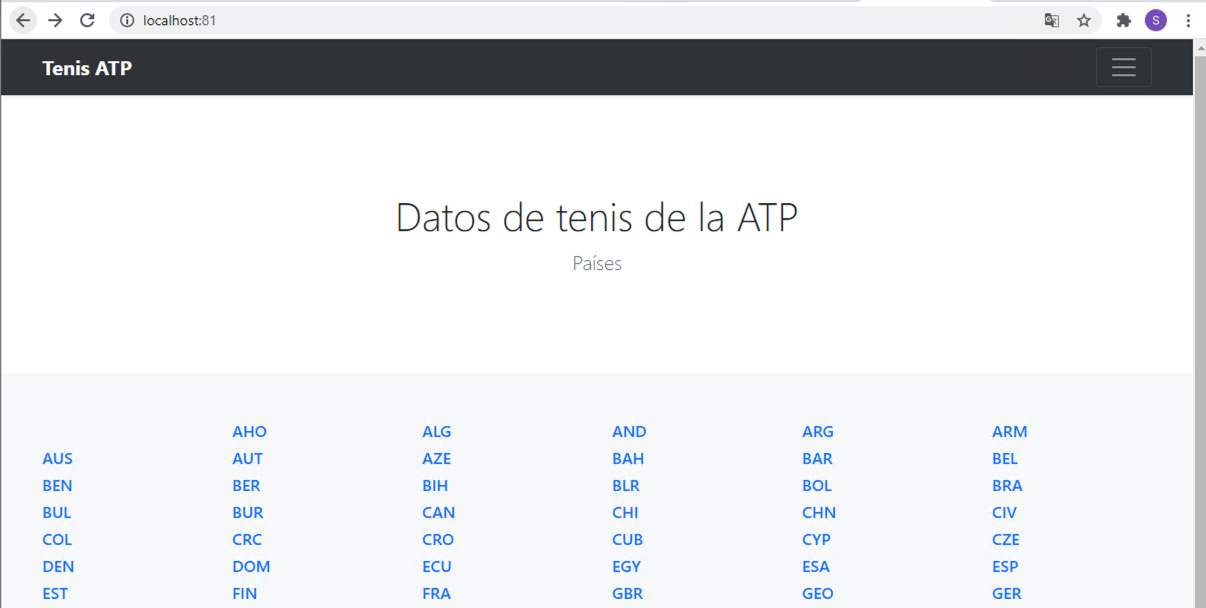 localhost:81
S
Tenis ATP
Datos de tenis de la ATP
Países
AHO ALG AND ARG ARM
AUS AUT AZE BAH BAR BEL
BEN BER BIH BLR BOL BRA
BUL BUR CAN CHI CHN CIV
COL CRC CRO CUB CYP CZE
DEN DOM ECU EGY ESA ESP
EST FIN FRA GBR GEO GER